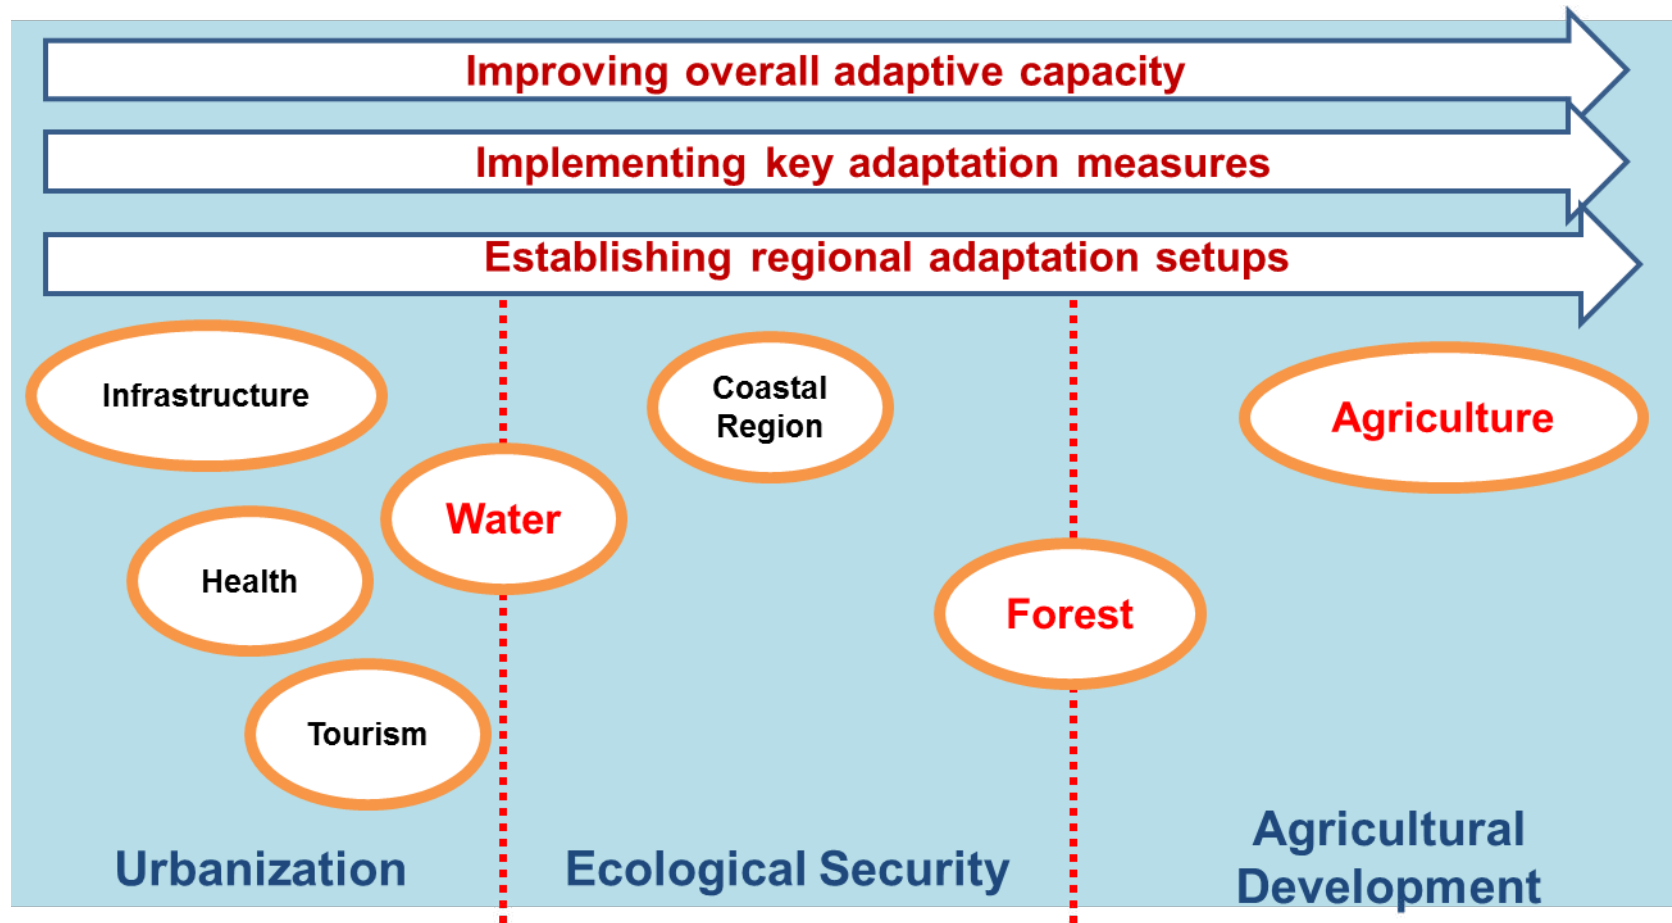 Improving overall adaptive capacity
Implementing key adaptation measures
Establishing regional adaptation setups
Infrastructure
Coastal
Region
Agriculture
Water
Health
Forest
Tourism
Urbanization
Ecological Security
Agricultural
Development